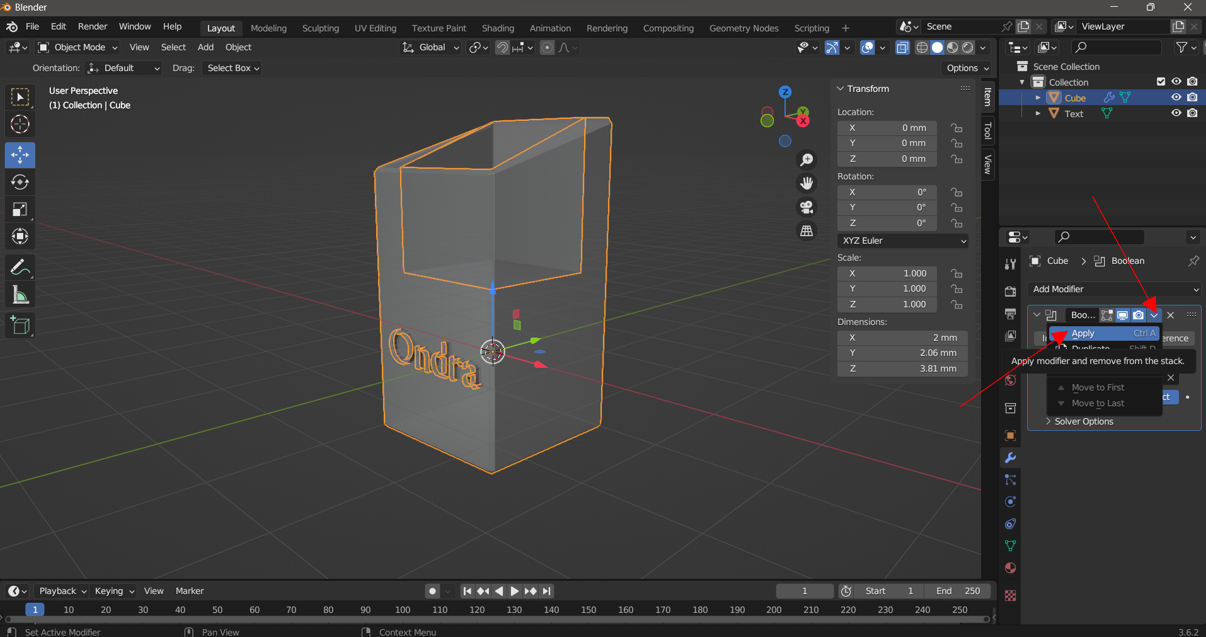 Blender
File Edit Render Window Help Layout Modeling Sculpting UV Editing Texture Paint Shading Animation Rendering Compositing Geometry Nodes Scripting + Scene ViewLayer
Object Mode View Select Add Object Global
Orientation: Default Drag: Select Box Options
User Perspective
(1) Collection | Cube
Z
Y
X
Ondra
Transform
Location:
X 0 mm
Y 0 mm
Z 0 mm
Rotation:
X 0°
Y 0°
Z 0°
XYZ Euler
Scale:
X 1.000
Y 1.000
Z 1.000
Dimensions:
X 2 mm
Y 2.06 mm
Z 3.81 mm
Item
Tool
View
Scene Collection
Collection
Cube
Text
Cube > Boolean
Add Modifier
Boo...
Apply Ctrl A
Apply modifier and remove from the stack.
Move to First
Move to Last
Solver Options
Playback Keying View Marker 1 Start 1 End 250
1 10 20 30 40 50 60 70 80 90 100 110 120 130 140 150 160 170 180 190 200 210 220 230 240 250
Set Active Modifier Pan View Context Menu 3.6.2